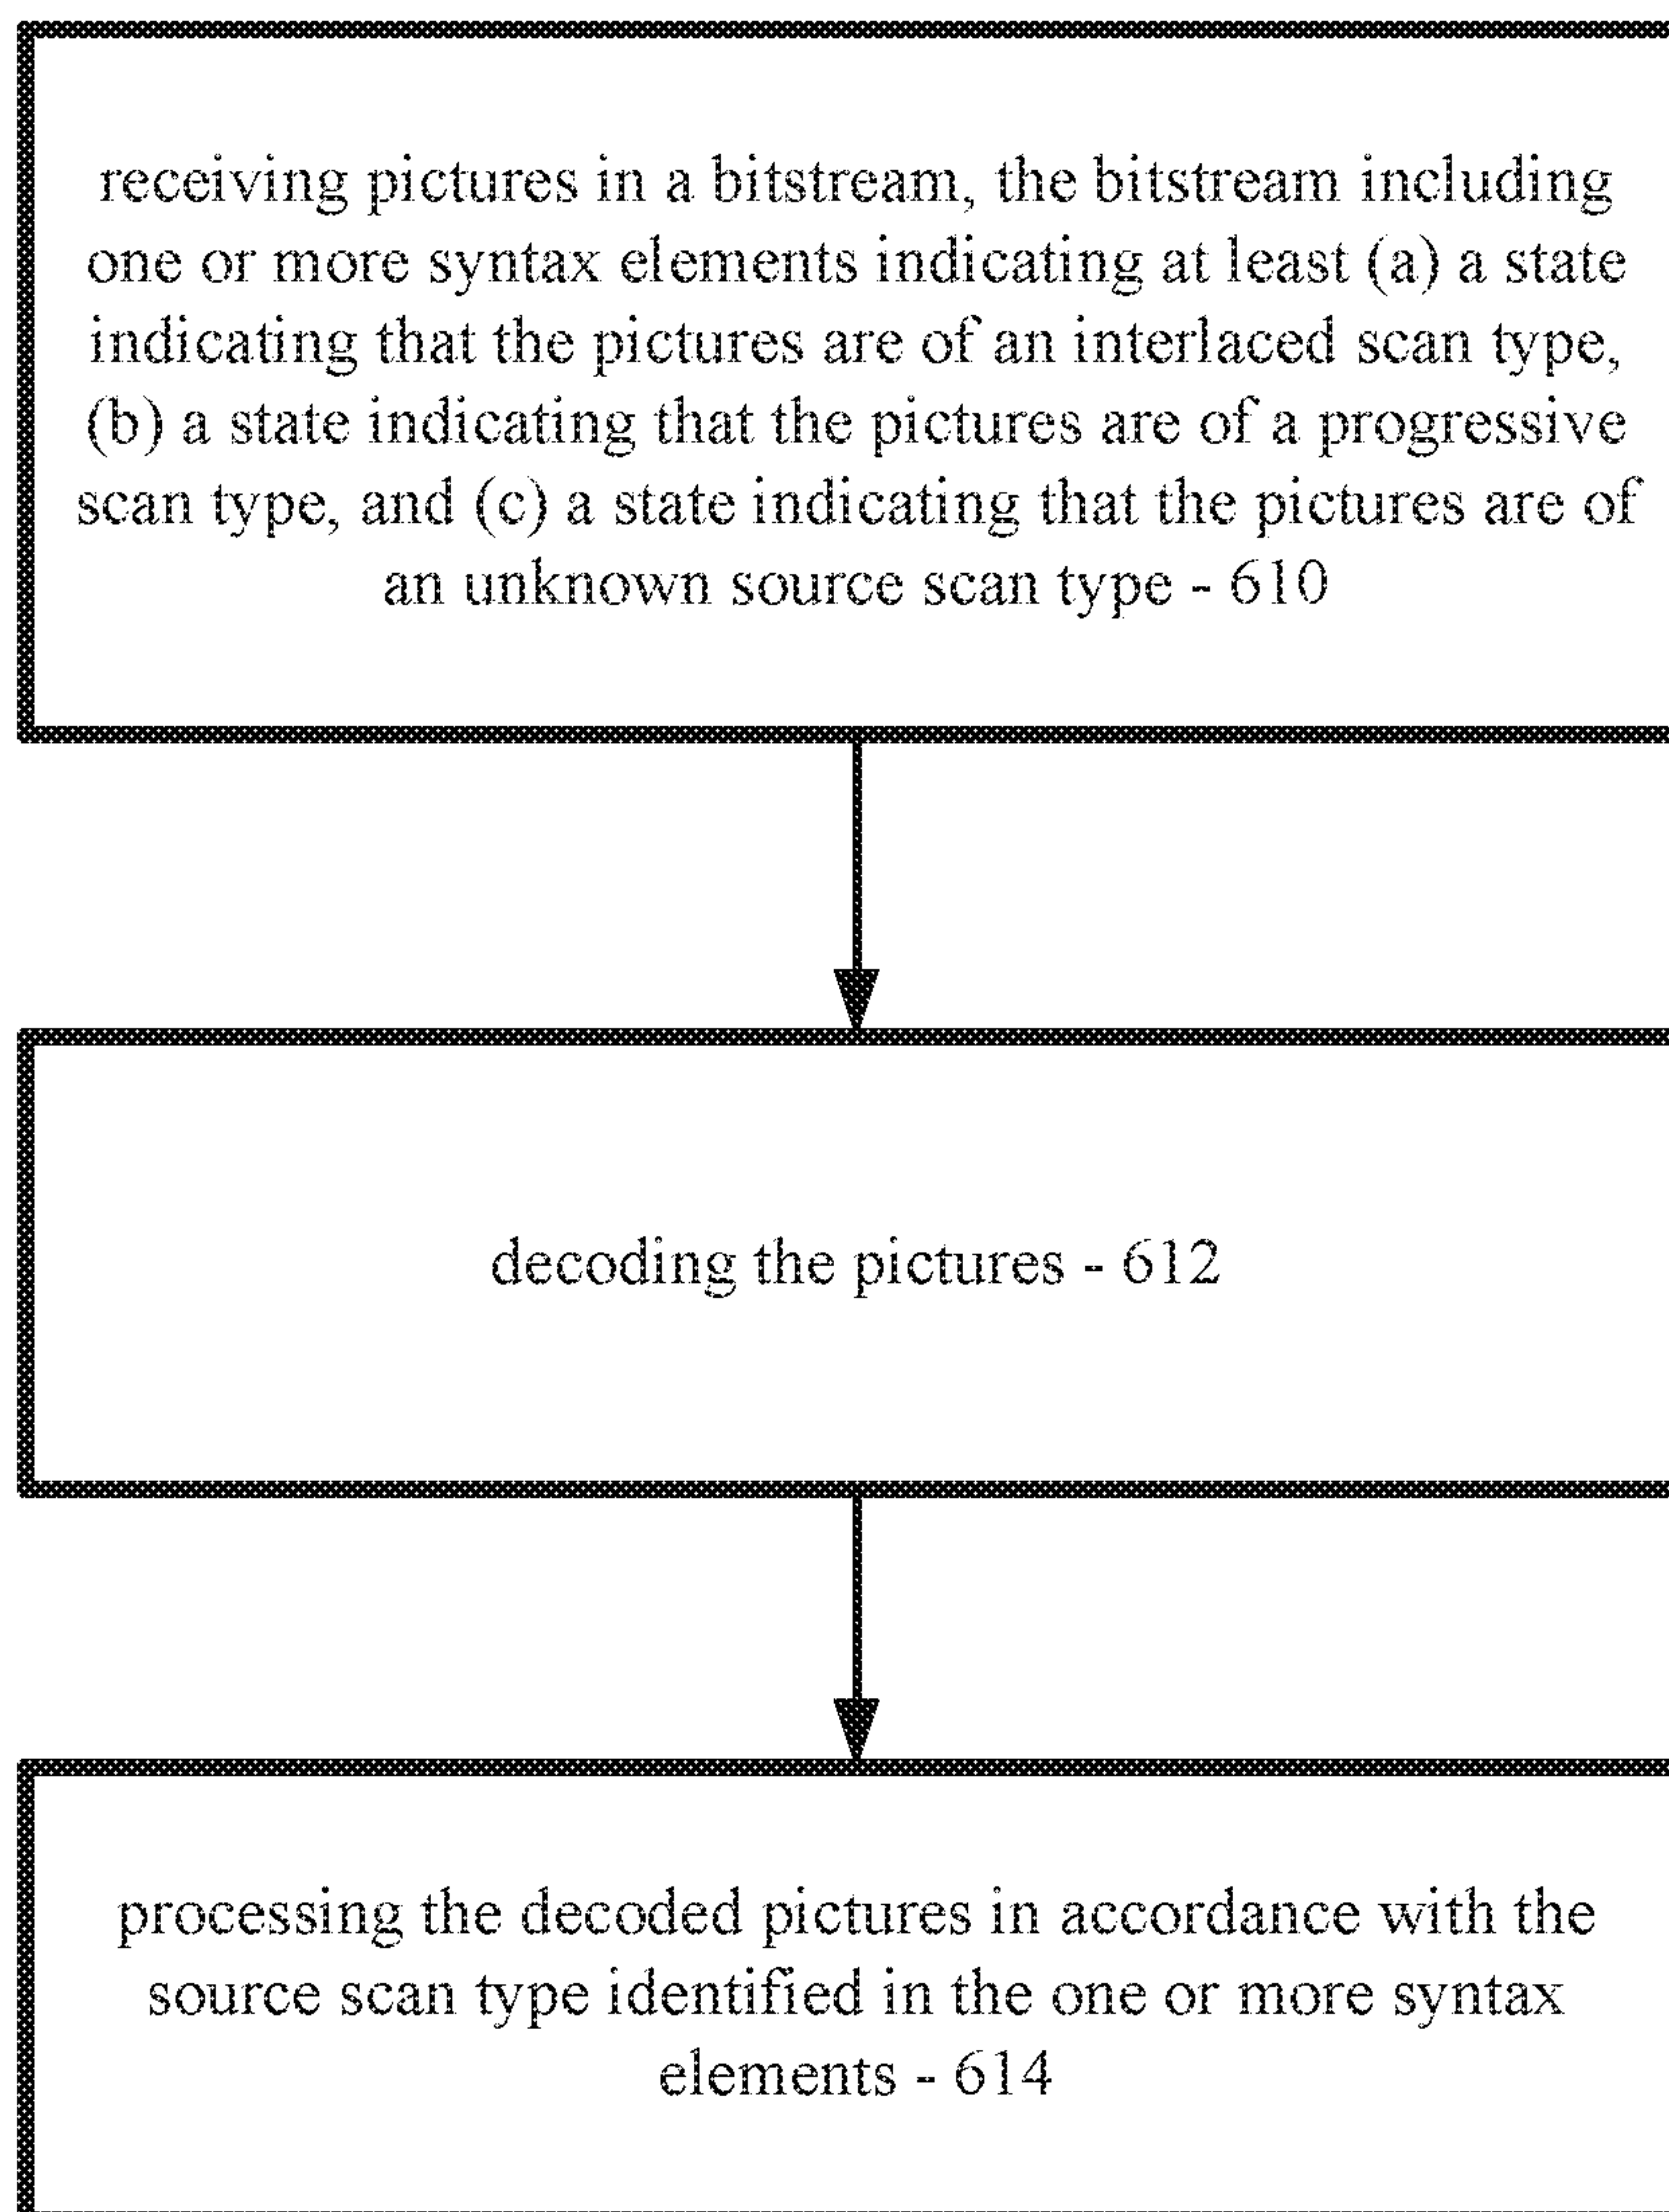 receiving pictures in a bitstream, the bitstream including
one or more syntax elements indicating at least (a) a state
indicating that the pictures are of an interlaced scan type,
(b) a state indicating that the pictures are of a progressive
scan type, and (c) a state indicating that the pictures are of
an unknown source scan type - 610
decoding the pictures - 612
processing the decoded pictures in accordance with the
source scan type identified in the one or more syntax
elements - 614